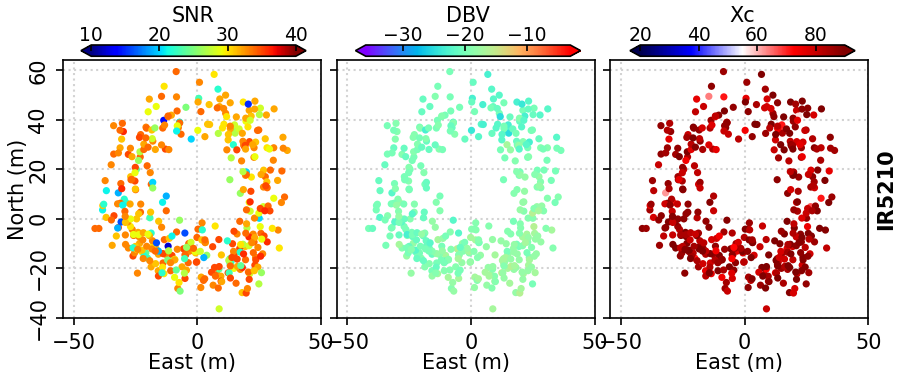 SNR DBV Xc
10 20 30 40 −30 −20 −10 20 40 60 80
60
40
20
0
−20
−40
North (m)
−50 0 50 −50 0 50 −50 0 50
East (m) East (m) East (m)
IR5210